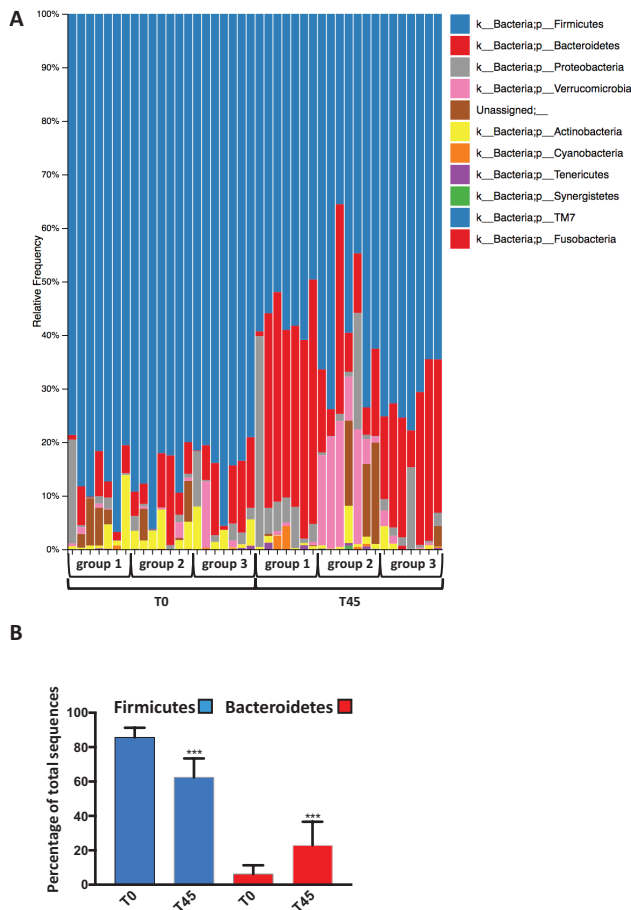 A
100%
90%
80%
70%
60%
50%
40%
30%
20%
10%
0%
Relative Frequency
k__Bacteria;p__Firmicutes
k__Bacteria;p__Bacteroidetes
k__Bacteria;p__Proteobacteria
k__Bacteria;p__Verrucomicrobia
Unassigned;__
k__Bacteria;p__Actinobacteria
k__Bacteria;p__Cyanobacteria
k__Bacteria;p__Tenericutes
k__Bacteria;p__Synergistetes
k__Bacteria;p__TM7
k__Bacteria;p__Fusobacteria
group 1 group 2 group 3 group 1 group 2 group 3
T0 T45
B
Firmicutes Bacteroidetes
Percentage of total sequences
100
80
60
40
20
0
***
***
T0 T45 T0 T45